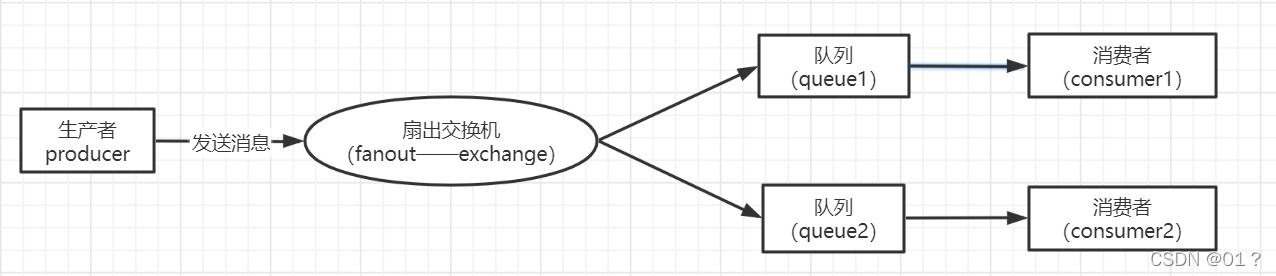 生产者
producer
发送消息
扇出交换机
（fanout——exchange）
队列
（queue1）
消费者
（consumer1）
队列
（queue2）
消费者
（consumer2）
CSDN @01？